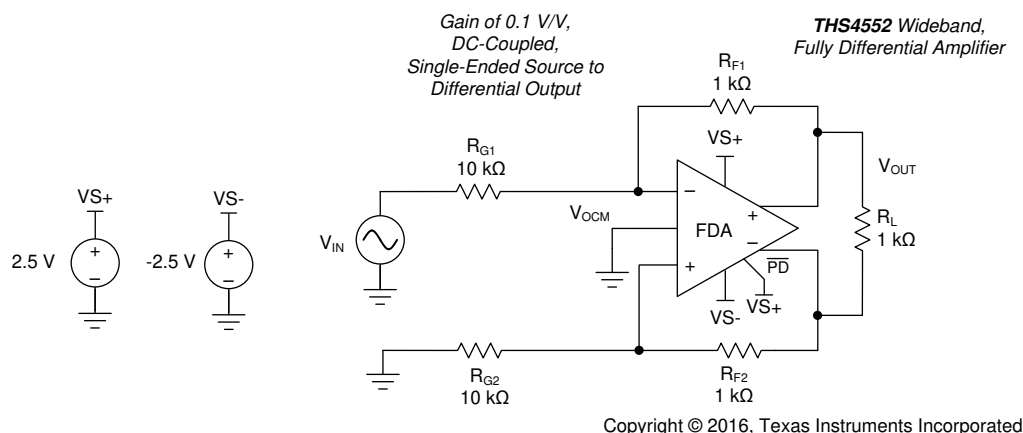 Gain of 0.1 V/V,
DC-Coupled,
Single-Ended Source to
Differential Output
THS4552 Wideband,
Fully Differential Amplifier
RF1
1 kΩ
VS+
RG1
10 kΩ
VOUT
VS+
VS-
VOCM
–
+
FDA
–
+
RL
1 kΩ
VIN
2.5 V
+
–
-2.5 V
+
–
PD
VS-
VS+
RG2
10 kΩ
RF2
1 kΩ
Copyright © 2016, Texas Instruments Incorporated